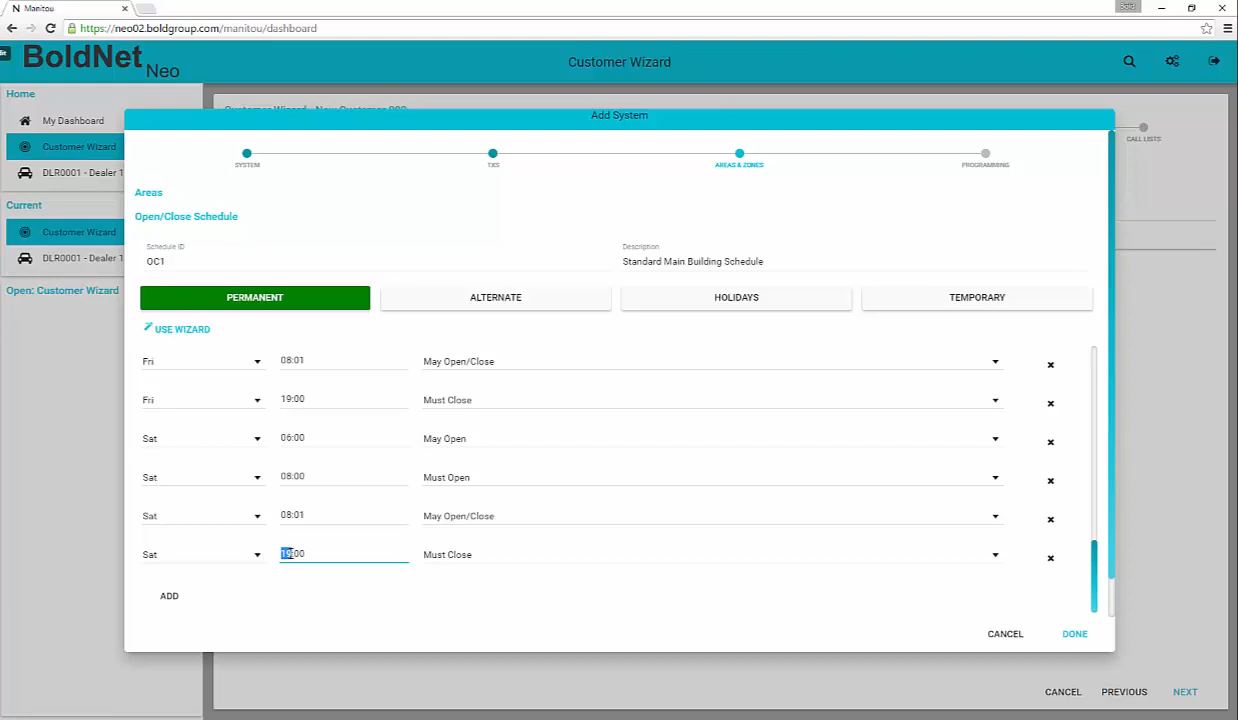 Manitou
Bold
https://neo02.boldgroup.com/manitou/dashboard
BoldNet Neo
Customer Wizard
Home
My Dashboard
Customer Wizard
DLR0001 - Dealer 1
Current
Customer Wizard
DLR0001 - Dealer 1
Open: Customer Wizard
Add System
SYSTEM
TXS
AREAS & ZONES
PROGRAMMING
CALL LISTS
Areas
Open/Close Schedule
Schedule ID
Description
OC1
Standard Main Building Schedule
PERMANENT
ALTERNATE
HOLIDAYS
TEMPORARY
USE WIZARD
Fri 08:01 May Open/Close
Fri 19:00 Must Close
Sat 06:00 May Open
Sat 08:00 Must Open
Sat 08:01 May Open/Close
Sat 19:00 Must Close
ADD
CANCEL
DONE
CANCEL
PREVIOUS
NEXT